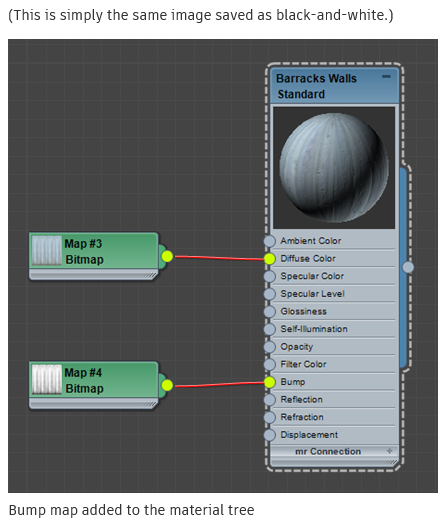 (This is simply the same image saved as black-and-white.)
Barracks Walls
Standard
Map #3
Bitmap
Ambient Color
Diffuse Color
Specular Color
Specular Level
Glossiness
Self-Illumination
Opacity
Filter Color
Map #4
Bitmap
Bump
Reflection
Refraction
Displacement
mr Connection +
Bump map added to the material tree